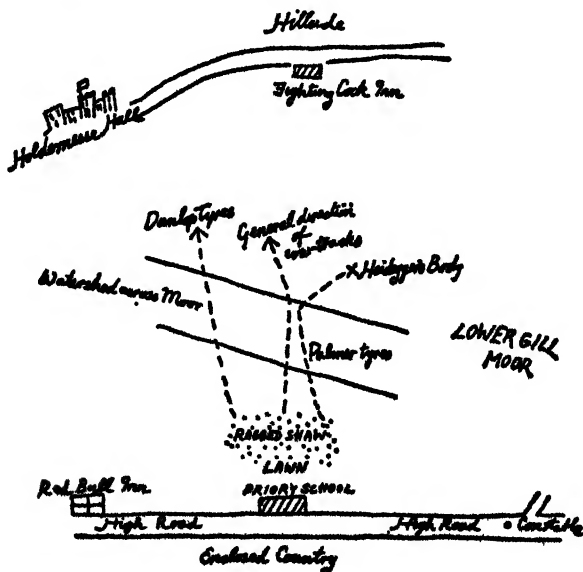 Hillside
Fighting Cock Inn
Holdernesse Hall
Dunlop Tyres
General direction
of
cow-tracks
Watershed across Moor
X Heidegger's Body
Palmer tyres
LOWER GILL
MOOR
RAGGED SHAW
LAWN
Red Bull Inn
PRIORY SCHOOL
High Road
High Road
Constable
Enclosed Country